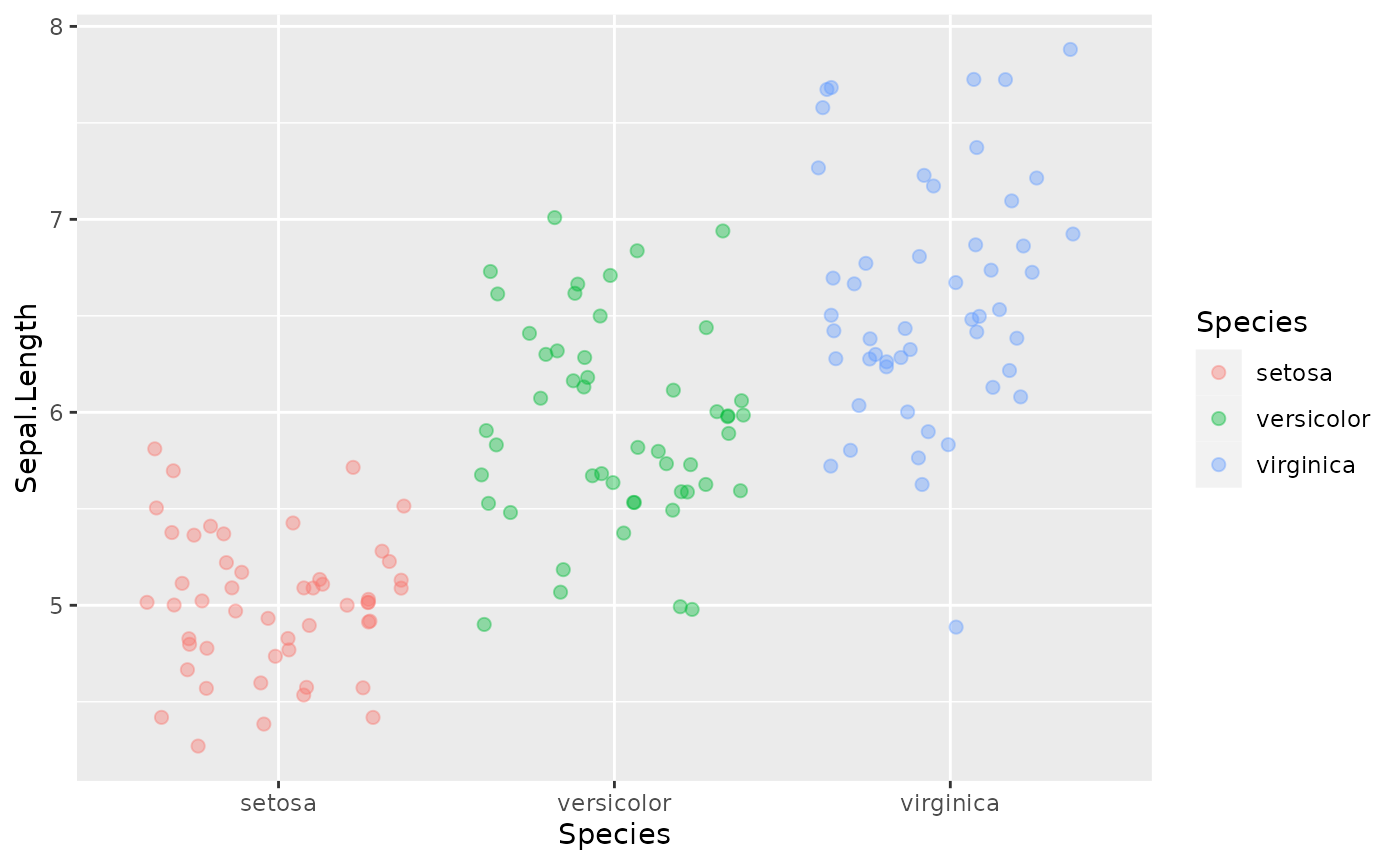 8
7
6
5
Sepal.Length
setosa
versicolor
virginica
Species
Species
setosa
versicolor
virginica